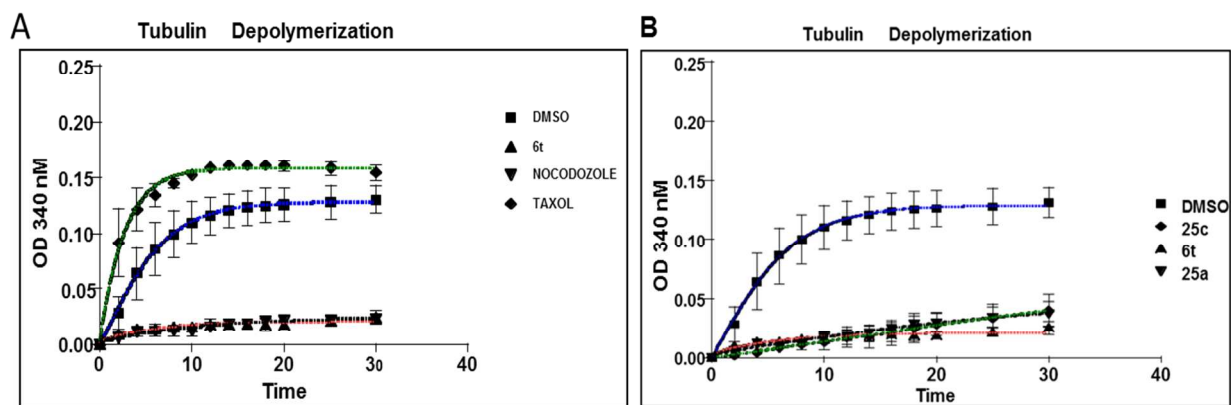 A
Tubulin Depolymerization
OD 340 nM
0.25
0.20
0.15
0.10
0.05
0.00
0 10 20 30 40
Time
DMSO
6t
NOCODOZOLE
TAXOL
B
Tubulin Depolymerization
OD 340 nM
0.25
0.20
0.15
0.10
0.05
0.00
0 10 20 30 40
Time
DMSO
25c
6t
25a